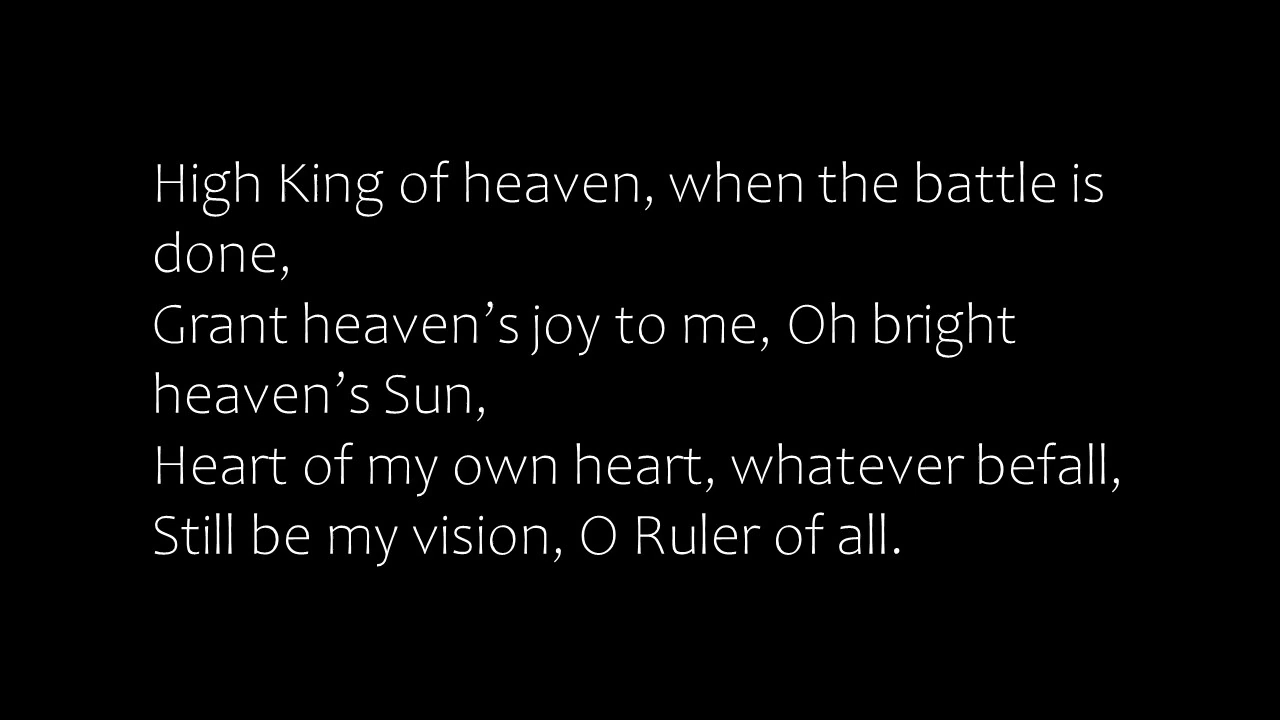 High King of heaven, when the battle is
done,
Grant heaven’s joy to me, Oh bright
heaven’s Sun,
Heart of my own heart, whatever befall,
Still be my vision, O Ruler of all.